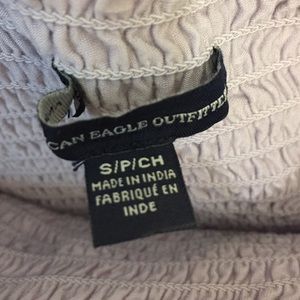 CAN EAGLE OUTFITTE
S/P/CH
MADE IN INDIA
FABRIQUÉ EN
INDE